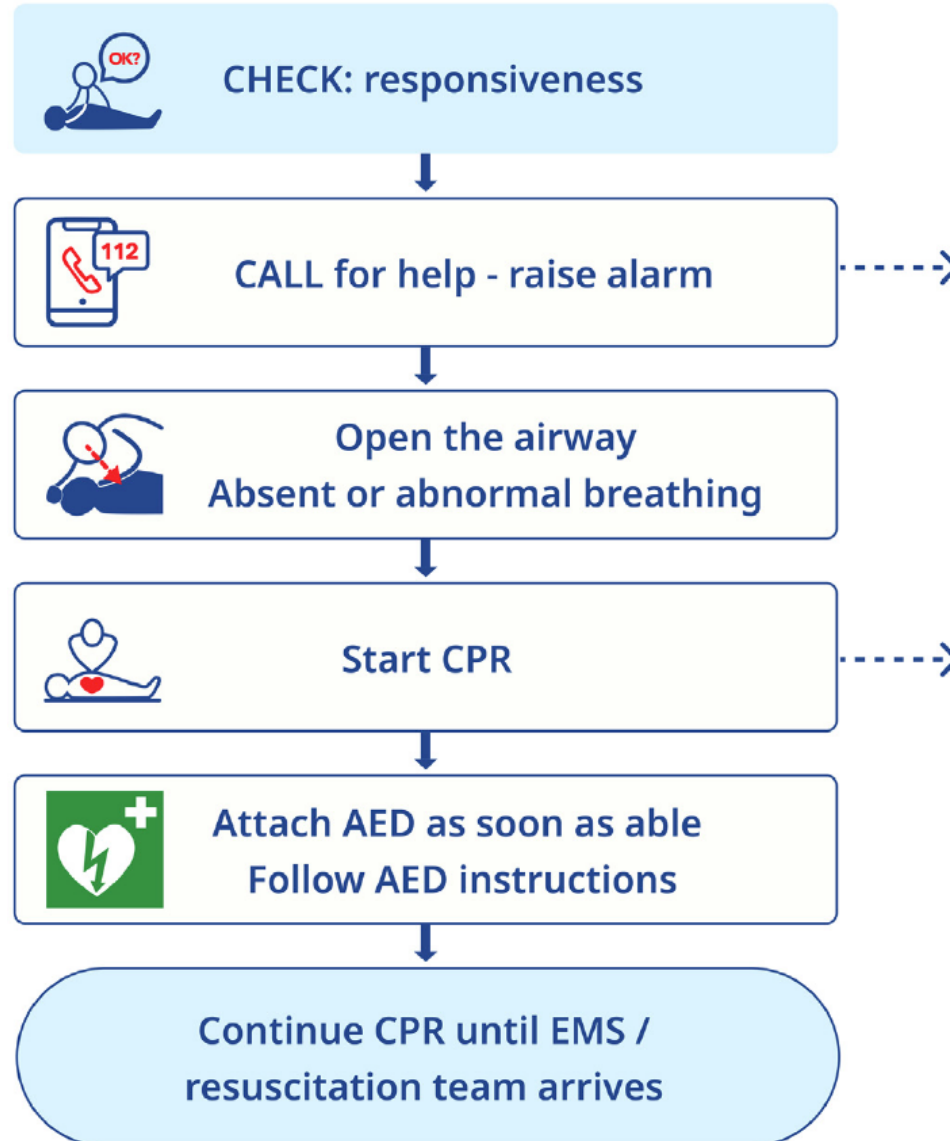 OK?
CHECK: responsiveness
112
CALL for help - raise alarm
Open the airway
Absent or abnormal breathing
Start CPR
Attach AED as soon as able
Follow AED instructions
Continue CPR until EMS /
resuscitation team arrives